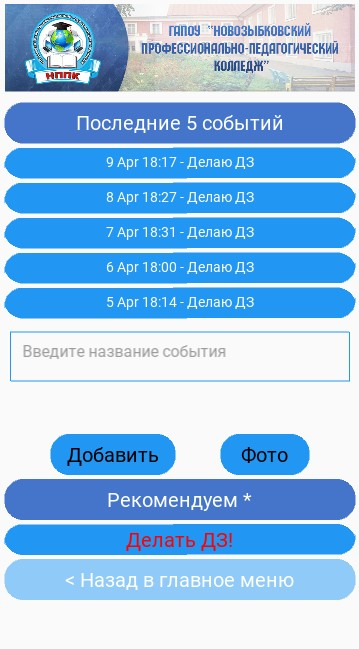 ГАПОУ "НОВОЗЫБКОВСКИЙ
ПРОФЕССИОНАЛЬНО-ПЕДАГОГИЧЕСКИЙ
КОЛЛЕДЖ"
НППК
Последние 5 событий
9 Apr 18:17 - Делаю ДЗ
8 Apr 18:27 - Делаю ДЗ
7 Apr 18:31 - Делаю ДЗ
6 Apr 18:00 - Делаю ДЗ
5 Apr 18:14 - Делаю ДЗ
Введите название события
Добавить
Фото
Рекомендуем *
Делать ДЗ!
< Назад в главное меню